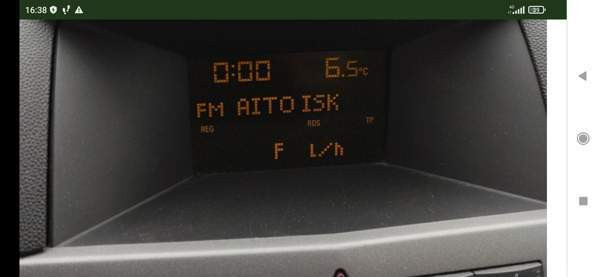 16:38
0:00 6.5°C
FM AITO ISK
REG RDS TP
F L/h